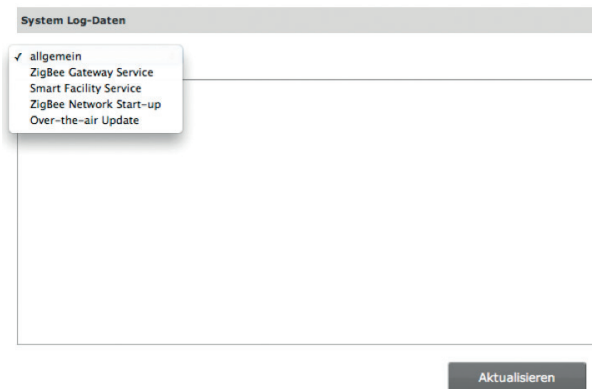 System Log-Daten
✓ allgemein
ZigBee Gateway Service
Smart Facility Service
ZigBee Network Start-up
Over-the-air Update
Aktualisieren